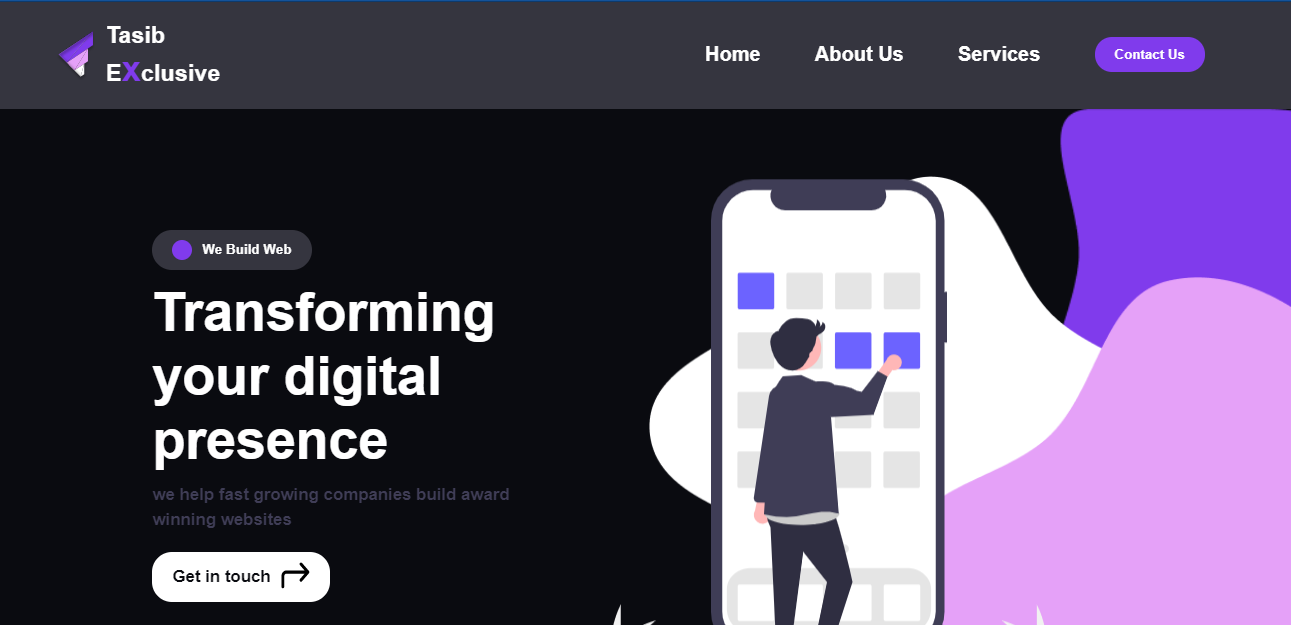 Tasib
EXclusive
Home
About Us
Services
Contact Us
We Build Web
Transforming
your digital
presence
we help fast growing companies build award
winning websites
Get in touch